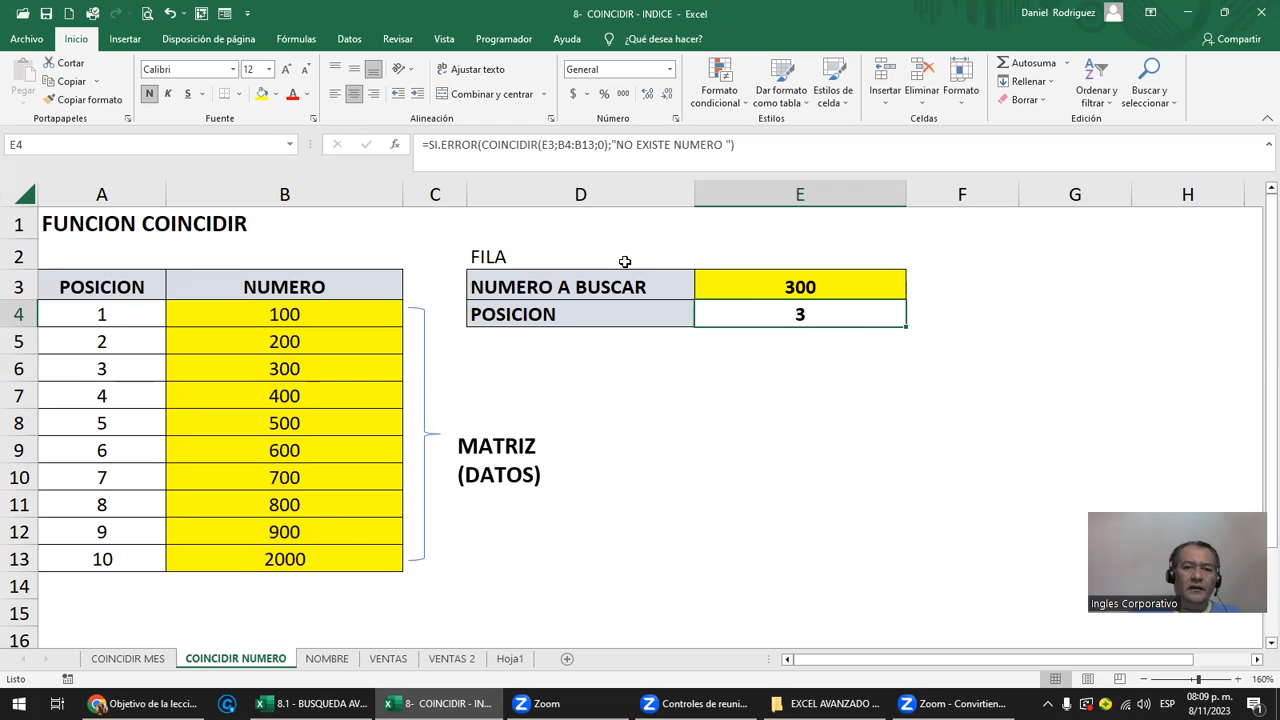 8- COINCIDIR - INDICE - Excel
Daniel Rodriguez
Archivo Inicio Insertar Disposición de página Fórmulas Datos Revisar Vista Programador Ayuda ¿Qué desea hacer? Compartir
Pegar
Cortar
Copiar
Copiar formato
Portapapeles
Calibri 12
N K S
Fuente
Ajustar texto
Combinar y centrar
Alineación
General
$ % 000
Número
Formato condicional
Dar formato como tabla
Estilos de celda
Estilos
Insertar Eliminar Formato
Celdas
Autosuma
Rellenar
Borrar
Ordenar y filtrar
Buscar y seleccionar
Edición
E4 fx =SI.ERROR(COINCIDIR(E3;B4:B13;0);"NO EXISTE NUMERO ")
A B C D E F G H
1 FUNCION COINCIDIR
2 FILA
3 POSICION NUMERO NUMERO A BUSCAR 300
4 1 100 POSICION 3
5 2 200
6 3 300
7 4 400
8 5 500
9 6 600 MATRIZ
10 7 700 (DATOS)
11 8 800
12 9 900
13 10 2000
14
15
16
Ingles Corporativo
COINCIDIR MES COINCIDIR NUMERO NOMBRE VENTAS VENTAS 2 Hoja1
Listo 160%
Objetivo de la lecci... 8.1 - BUSQUEDA AV... 8- COINCIDIR - IN... Zoom Controles de reuni... EXCEL AVANZADO ... Zoom - Convirtien... ESP 08:09 p. m.
8/11/2023